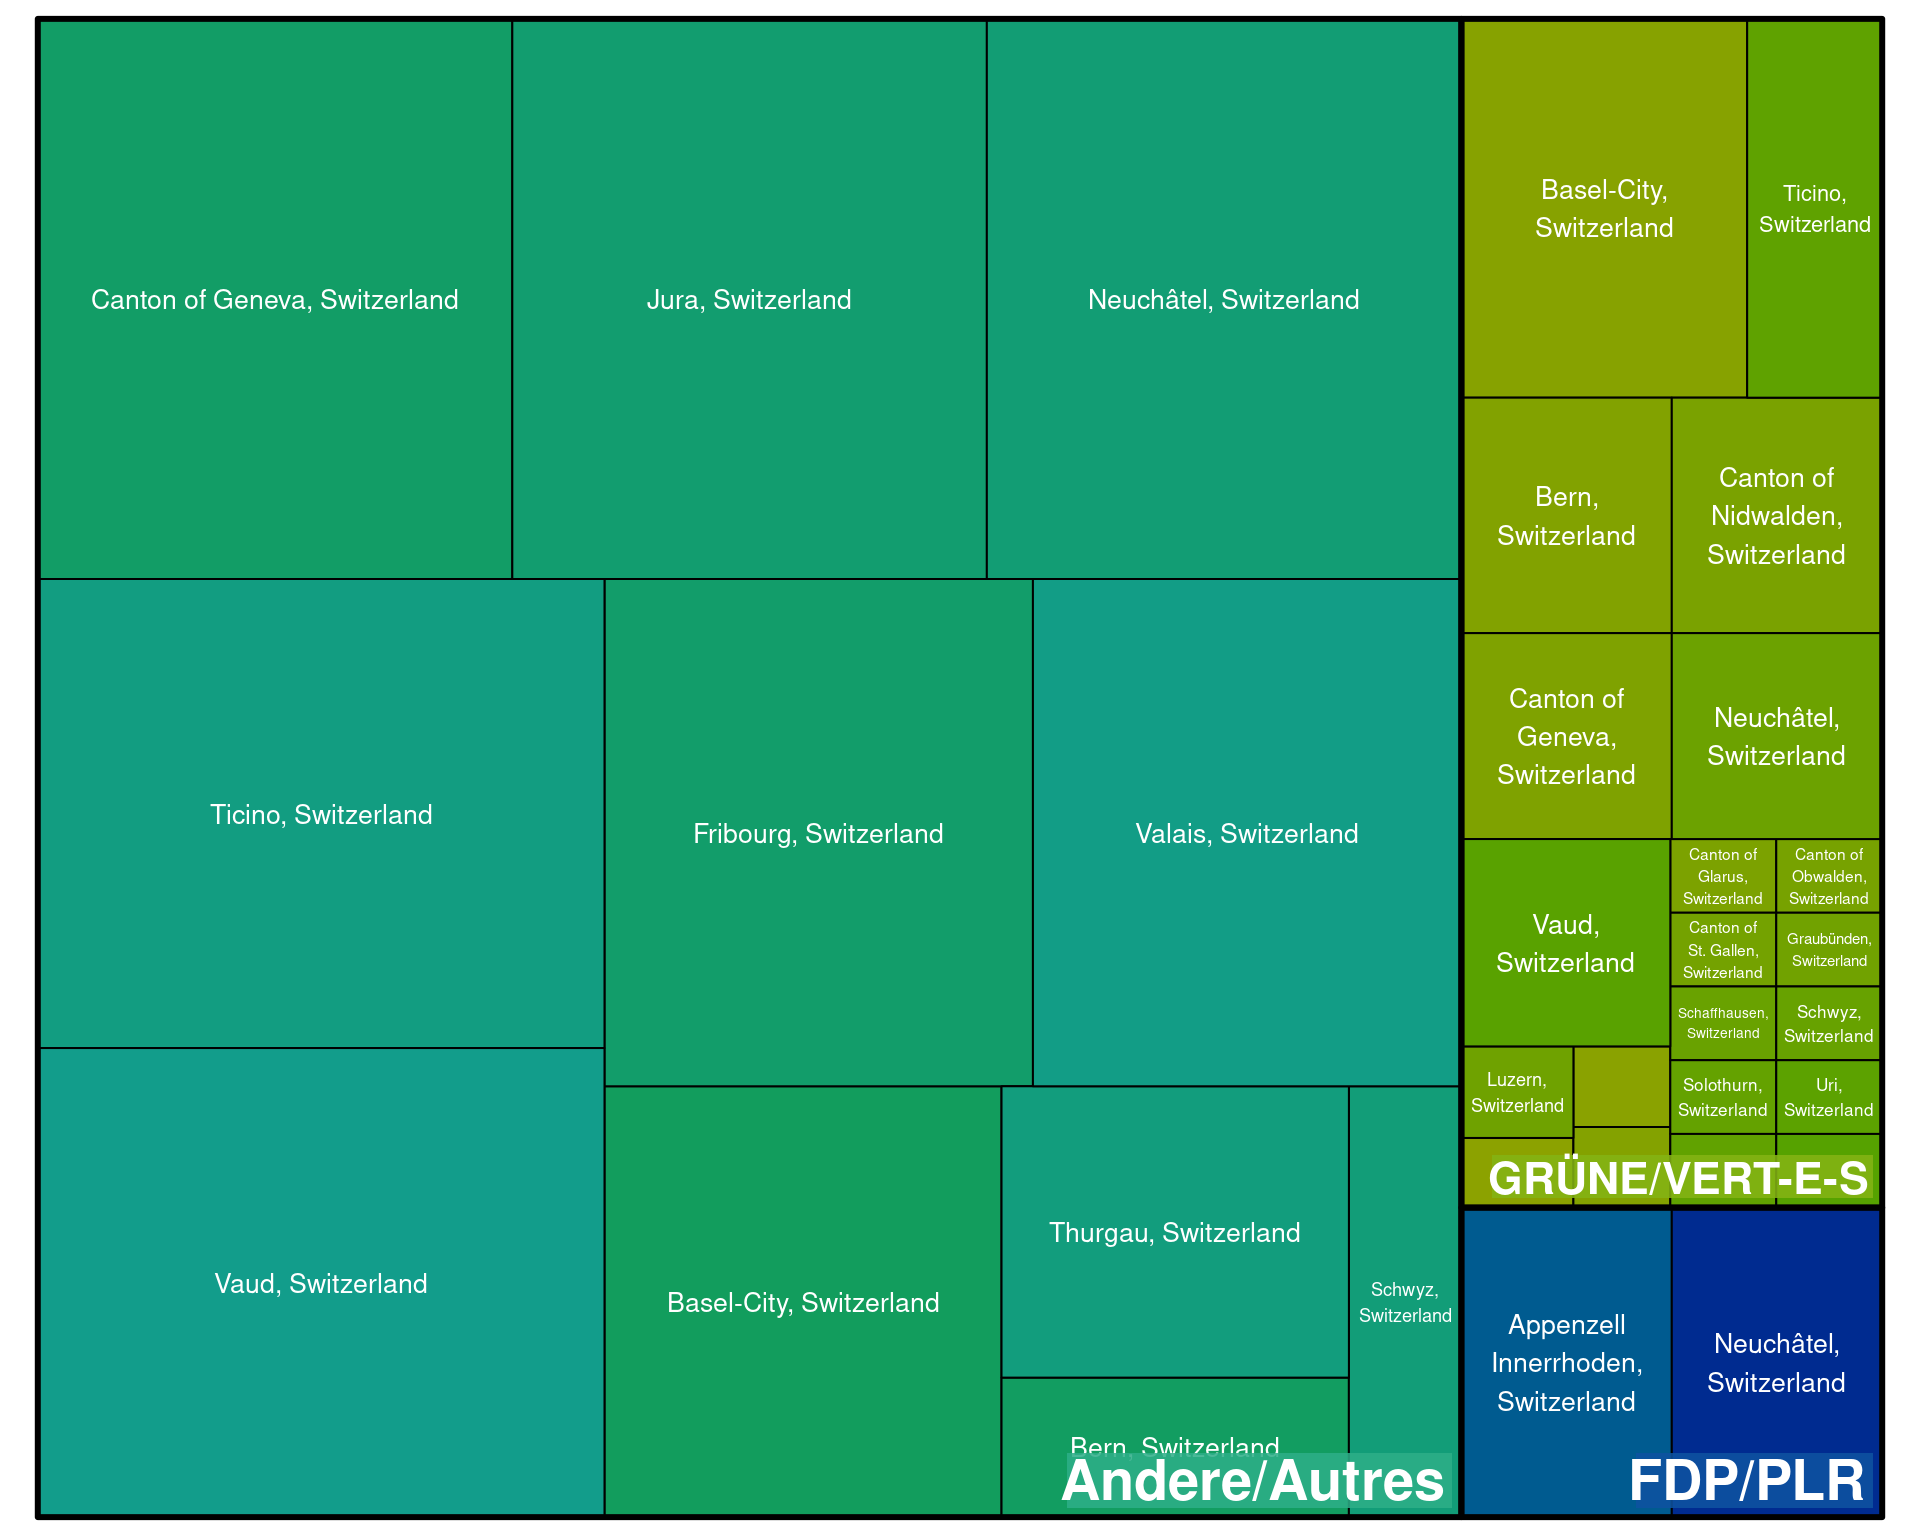 Canton of Geneva, Switzerland
Jura, Switzerland
Neuchâtel, Switzerland
Ticino, Switzerland
Fribourg, Switzerland
Valais, Switzerland
Vaud, Switzerland
Basel-City, Switzerland
Thurgau, Switzerland
Schwyz,
Switzerland
Bern, Switzerland
Andere/Autres
Basel-City,
Switzerland
Ticino,
Switzerland
Bern,
Switzerland
Canton of
Nidwalden,
Switzerland
Canton of
Geneva,
Switzerland
Neuchâtel,
Switzerland
Vaud,
Switzerland
Canton of
Glarus,
Switzerland
Canton of
Obwalden,
Switzerland
Canton of
St. Gallen,
Switzerland
Graubünden,
Switzerland
Schaffhausen,
Switzerland
Schwyz,
Switzerland
Luzern,
Switzerland
Solothurn,
Switzerland
Uri,
Switzerland
GRÜNE/VERT-E-S
Appenzell
Innerrhoden,
Switzerland
Neuchâtel,
Switzerland
FDP/PLR